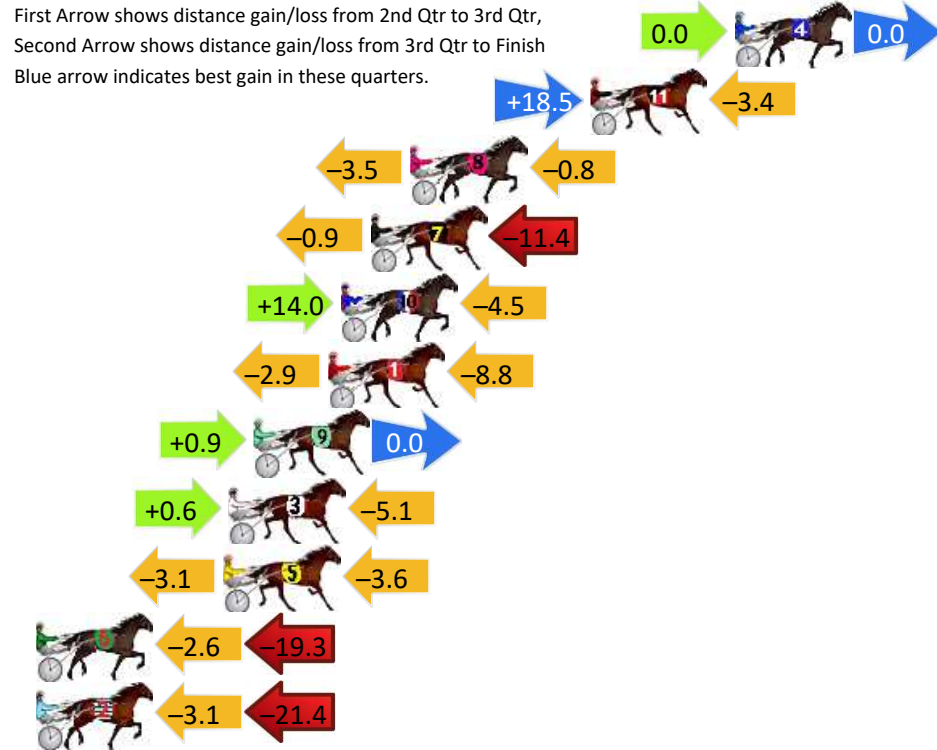 First Arrow shows distance gain/loss from 2nd Qtr to 3rd Qtr,
Second Arrow shows distance gain/loss from 3rd Qtr to Finish
Blue arrow indicates best gain in these quarters.
0.0 4 0.0
+18.5 11 –3.4
–3.5 8 –0.8
–0.9 7 –11.4
+14.0 10 –4.5
–2.9 1 –8.8
+0.9 9 0.0
+0.6 3 –5.1
–3.1 5 –3.6
6 –2.6 –19.3
2 –3.1 –21.4